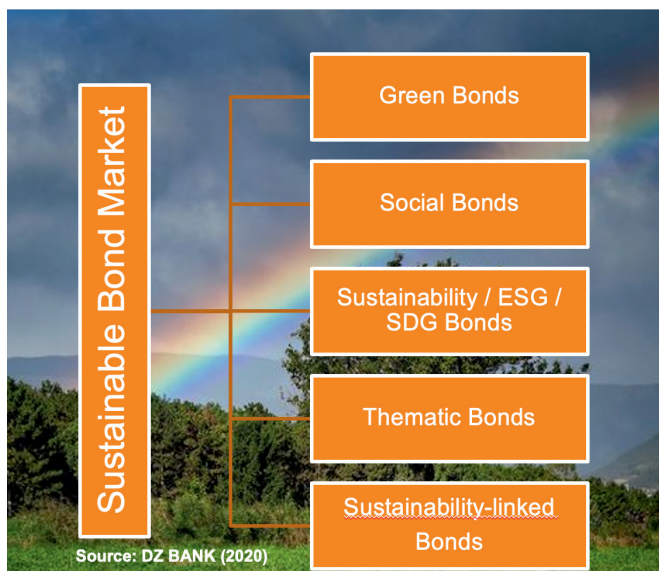 Sustainable Bond Market
Green Bonds
Social Bonds
Sustainability / ESG /
SDG Bonds
Thematic Bonds
Sustainability-linked
Bonds
Source: DZ BANK (2020)